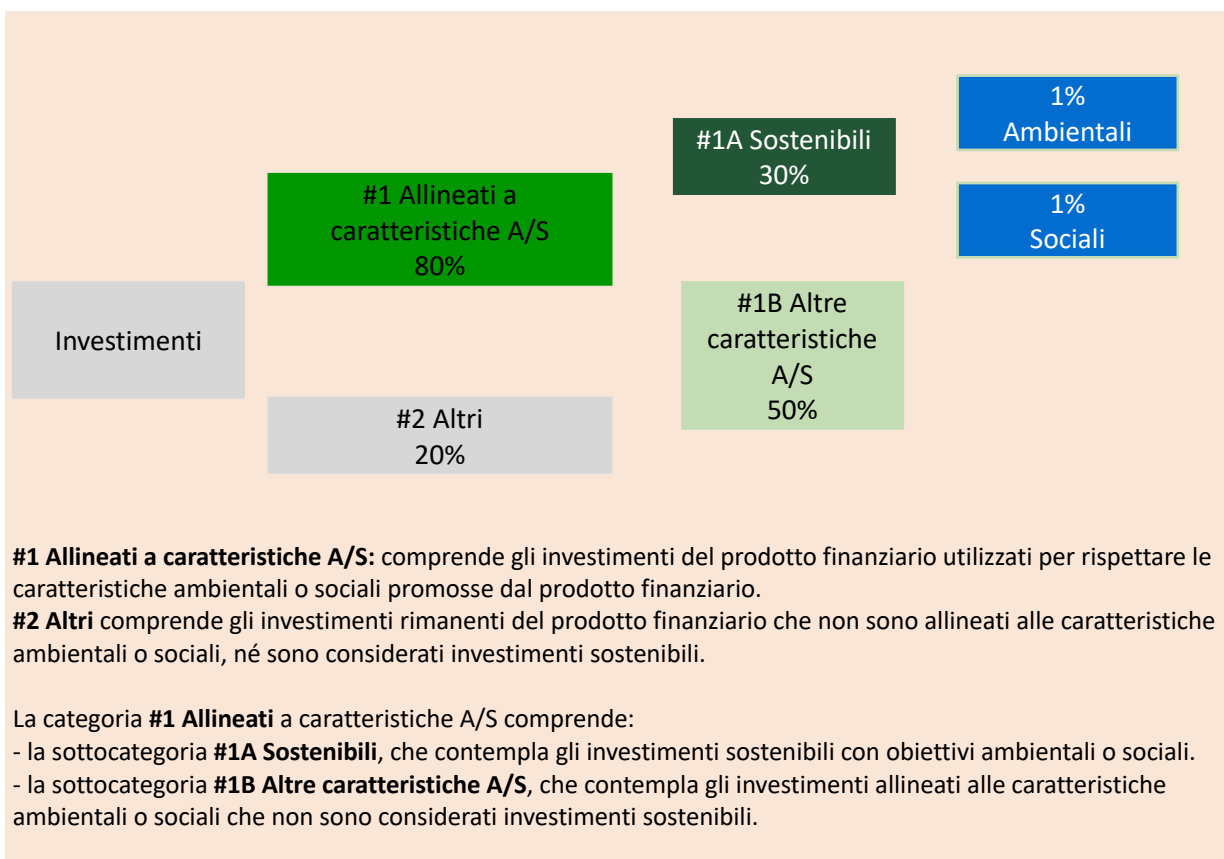 1%
Ambientali
#1A Sostenibili
30%
#1 Allineati a
caratteristiche A/S
80%
1%
Sociali
Investimenti
#1B Altre
caratteristiche
A/S
50%
#2 Altri
20%
#1 Allineati a caratteristiche A/S: comprende gli investimenti del prodotto finanziario utilizzati per rispettare le
caratteristiche ambientali o sociali promosse dal prodotto finanziario.
#2 Altri comprende gli investimenti rimanenti del prodotto finanziario che non sono allineati alle caratteristiche
ambientali o sociali, né sono considerati investimenti sostenibili.
La categoria #1 Allineati a caratteristiche A/S comprende:
- la sottocategoria #1A Sostenibili, che contempla gli investimenti sostenibili con obiettivi ambientali o sociali.
- la sottocategoria #1B Altre caratteristiche A/S, che contempla gli investimenti allineati alle caratteristiche
ambientali o sociali che non sono considerati investimenti sostenibili.